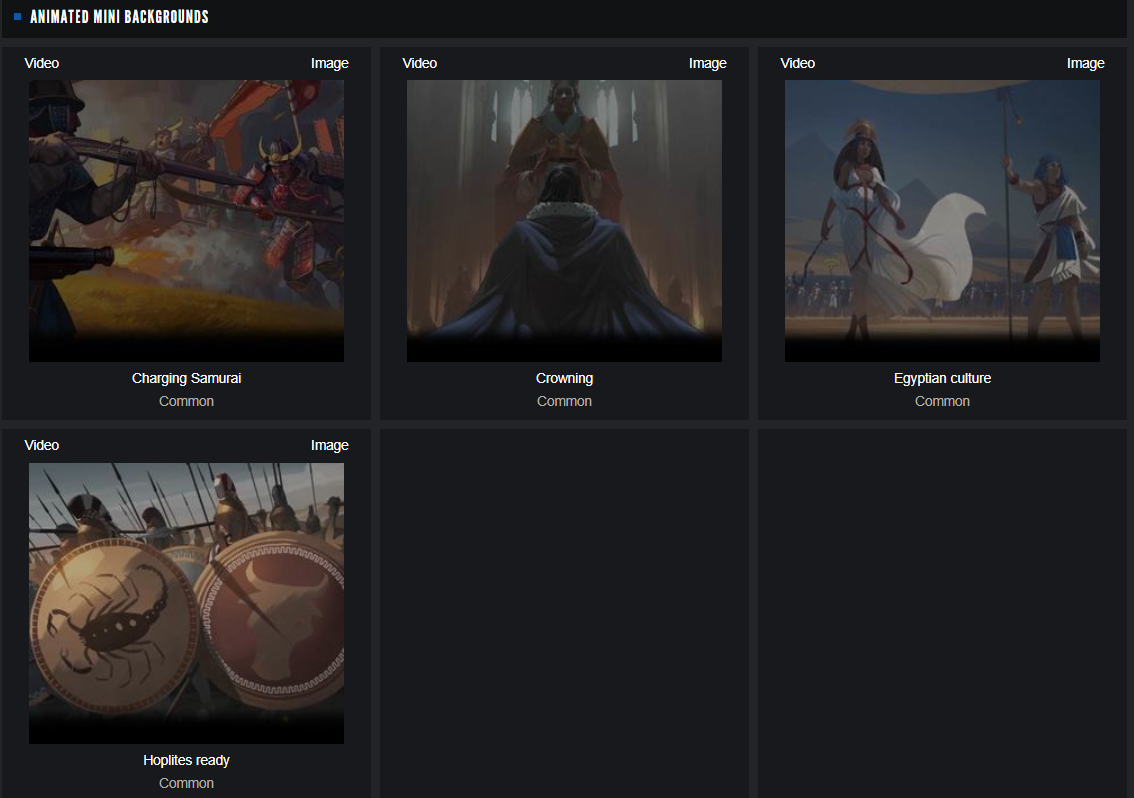 ANIMATED MINI BACKGROUNDS
Video Image
Video Image
Video Image
Charging Samurai
Common
Crowning
Common
Egyptian culture
Common
Video Image
Hoplites ready
Common